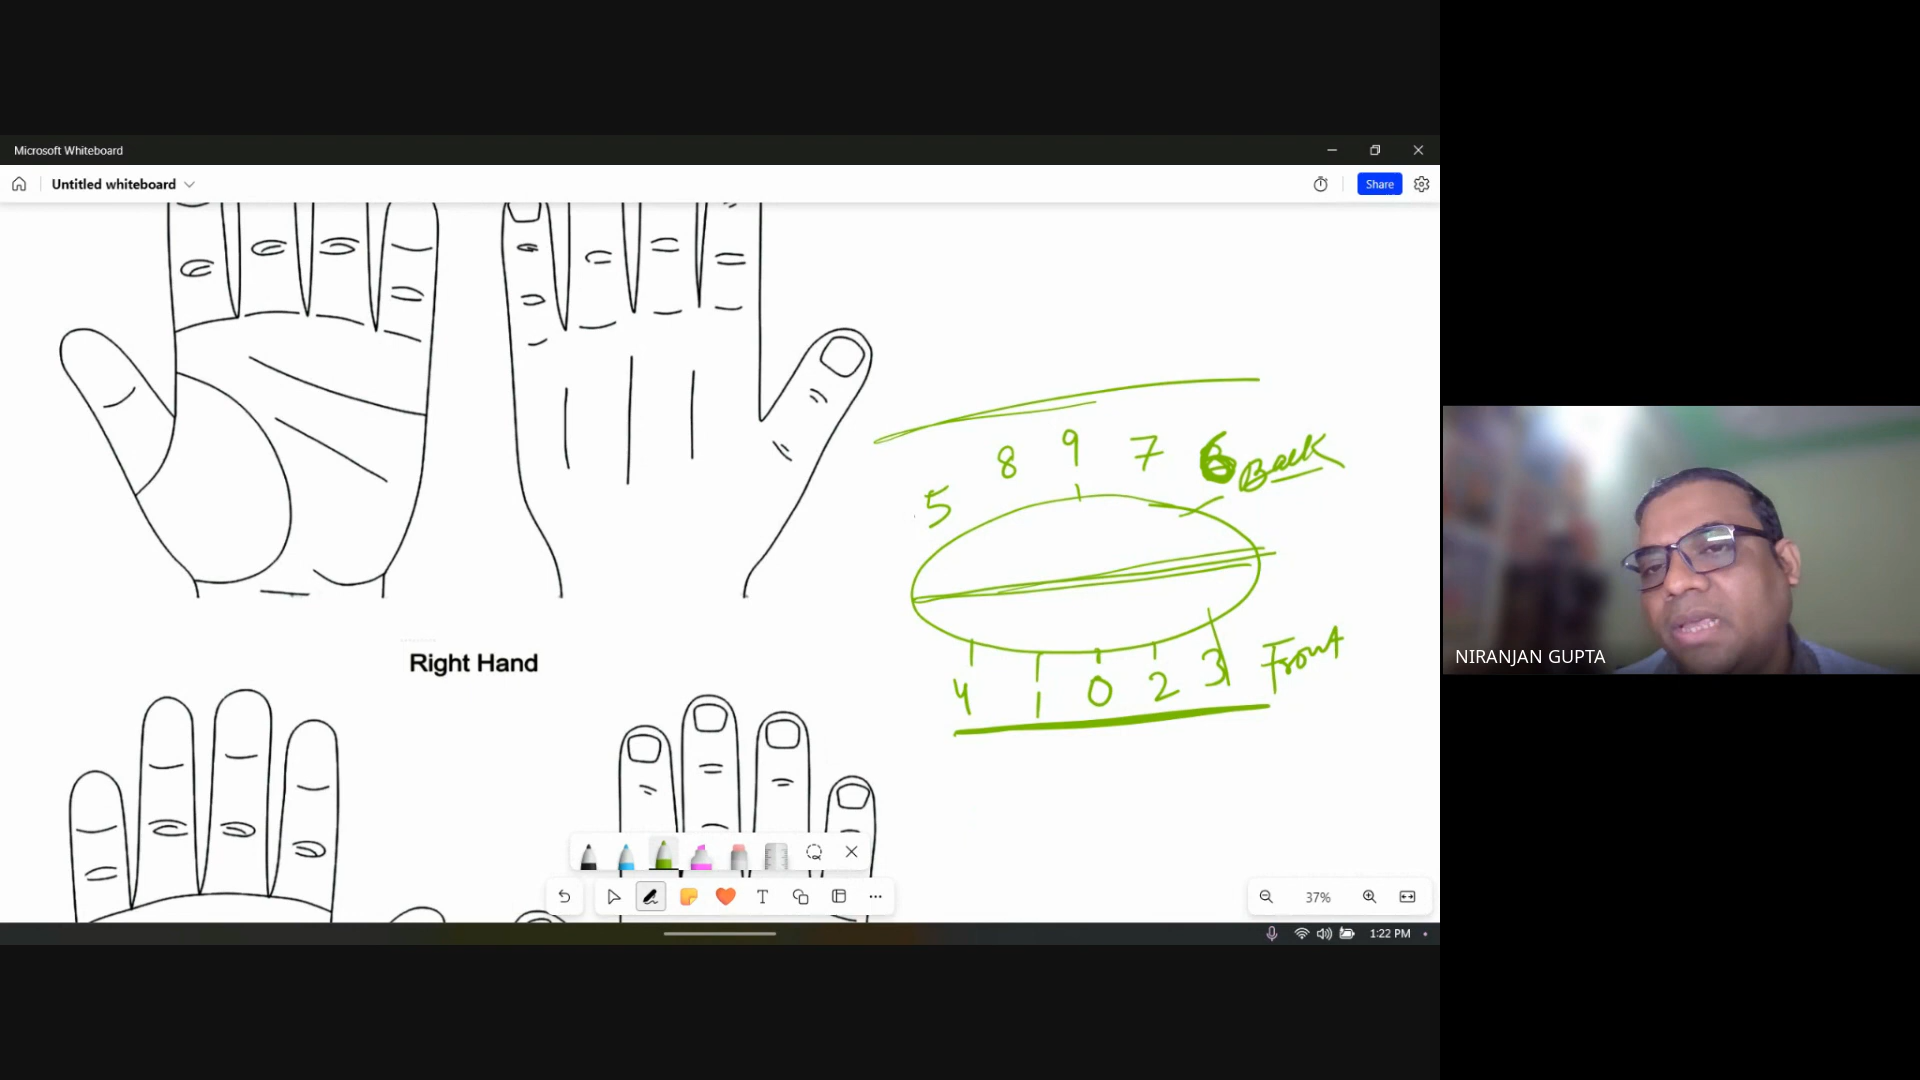 Microsoft Whiteboard
Untitled whiteboard
Share
9
8
7
6
Back
5
Right Hand
4
1
0
2
3
Front
NIRANJAN GUPTA
37%
1:22 PM